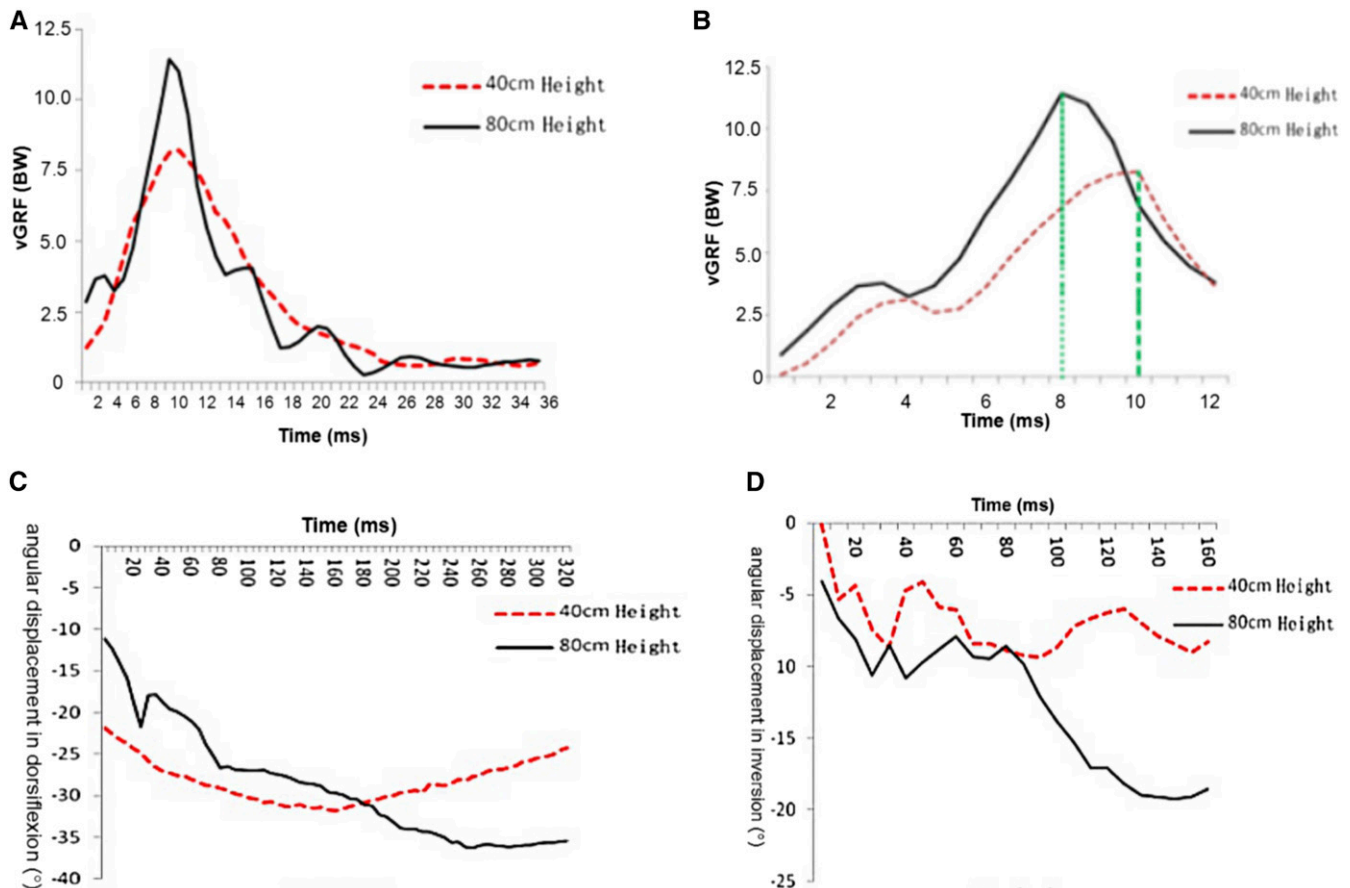 A
12.5
10.0
7.5
5.0
2.5
0
vGRF (BW)
40cm Height
80cm Height
2 4 6 8 10 12 14 16 18 20 22 24 26 28 30 32 34 36
Time (ms)
B
12.5
10.0
7.5
5.0
2.5
0
vGRF (BW)
40cm Height
80cm Height
2 4 6 8 10 12
Time (ms)
C
Time (ms)
0
-5
-10
-15
-20
-25
-30
-35
-40
angular displacement in dorsiflexion (°)
20 40 60 80 100 120 140 160 180 200 220 120 240 260 280 300 320
40cm Height
80cm Height
D
Time (ms)
0
-5
10
-15
-20
-25
angular displacement in inversion (°)
20 40 60 80 100 120 140 160
40cm Height
80cm Height